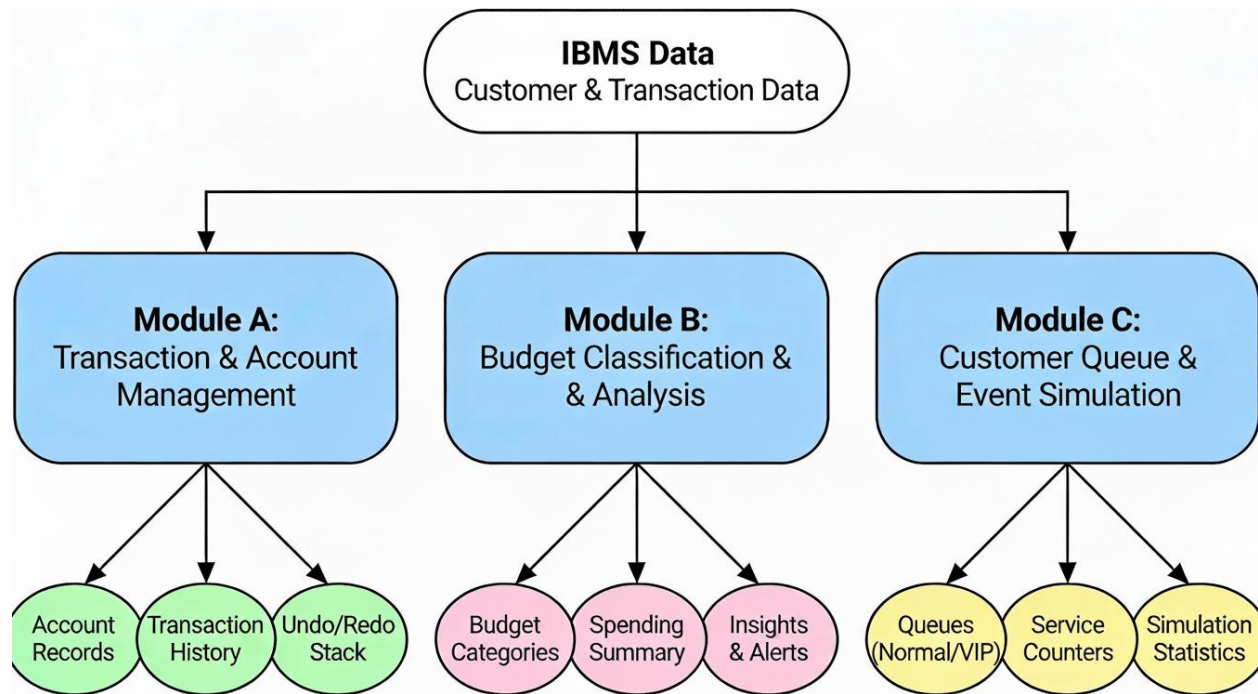 IBMS Data
Customer & Transaction Data
Module A:
Transaction & Account
Management
Module B:
Budget Classification &
& Analysis
Module C:
Customer Queue &
Event Simulation
Account
Records
Transaction
History
Undo/Redo
Stack
Budget
Categories
Spending
Summary
Insights
& Alerts
Queues
(Normal/VIP)
Service
Counters
Simulation
Statistics